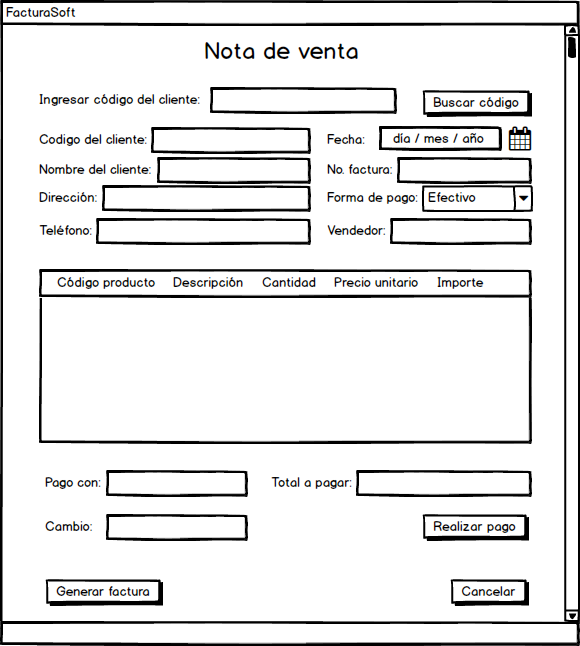 FacturaSoft
Nota de venta
Ingresar código del cliente:
Buscar código
Codigo del cliente:
Fecha: día / mes / año
Nombre del cliente:
No. factura:
Dirección:
Forma de pago: Efectivo
Teléfono:
Vendedor:
Código producto Descripción Cantidad Precio unitario Importe
Pago con:
Total a pagar:
Cambio:
Realizar pago
Generar factura
Cancelar